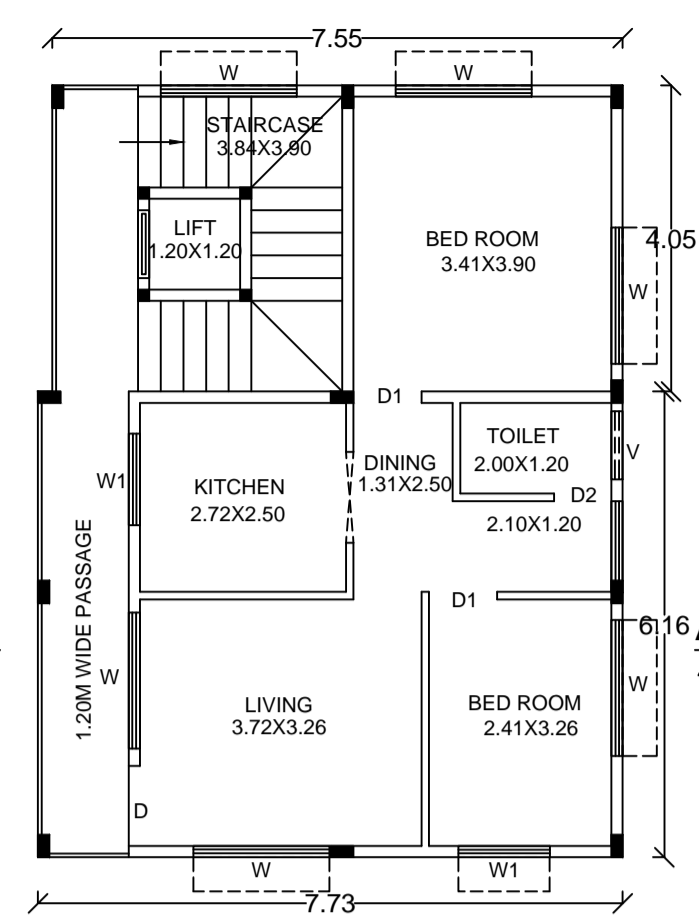 7.55
W
W
STAIRCASE
3.84X3.90
LIFT
1.20X1.20
BED ROOM
3.41X3.90
4.05
W
D1
TOILET
2.00X1.20
V
DINING
1.31X2.50
W1
KITCHEN
2.72X2.50
D2
2.10X1.20
D1
1.20M WIDE PASSAGE
6.16
W
LIVING
3.72X3.26
BED ROOM
2.41X3.26
W
D
W
W1
7.73